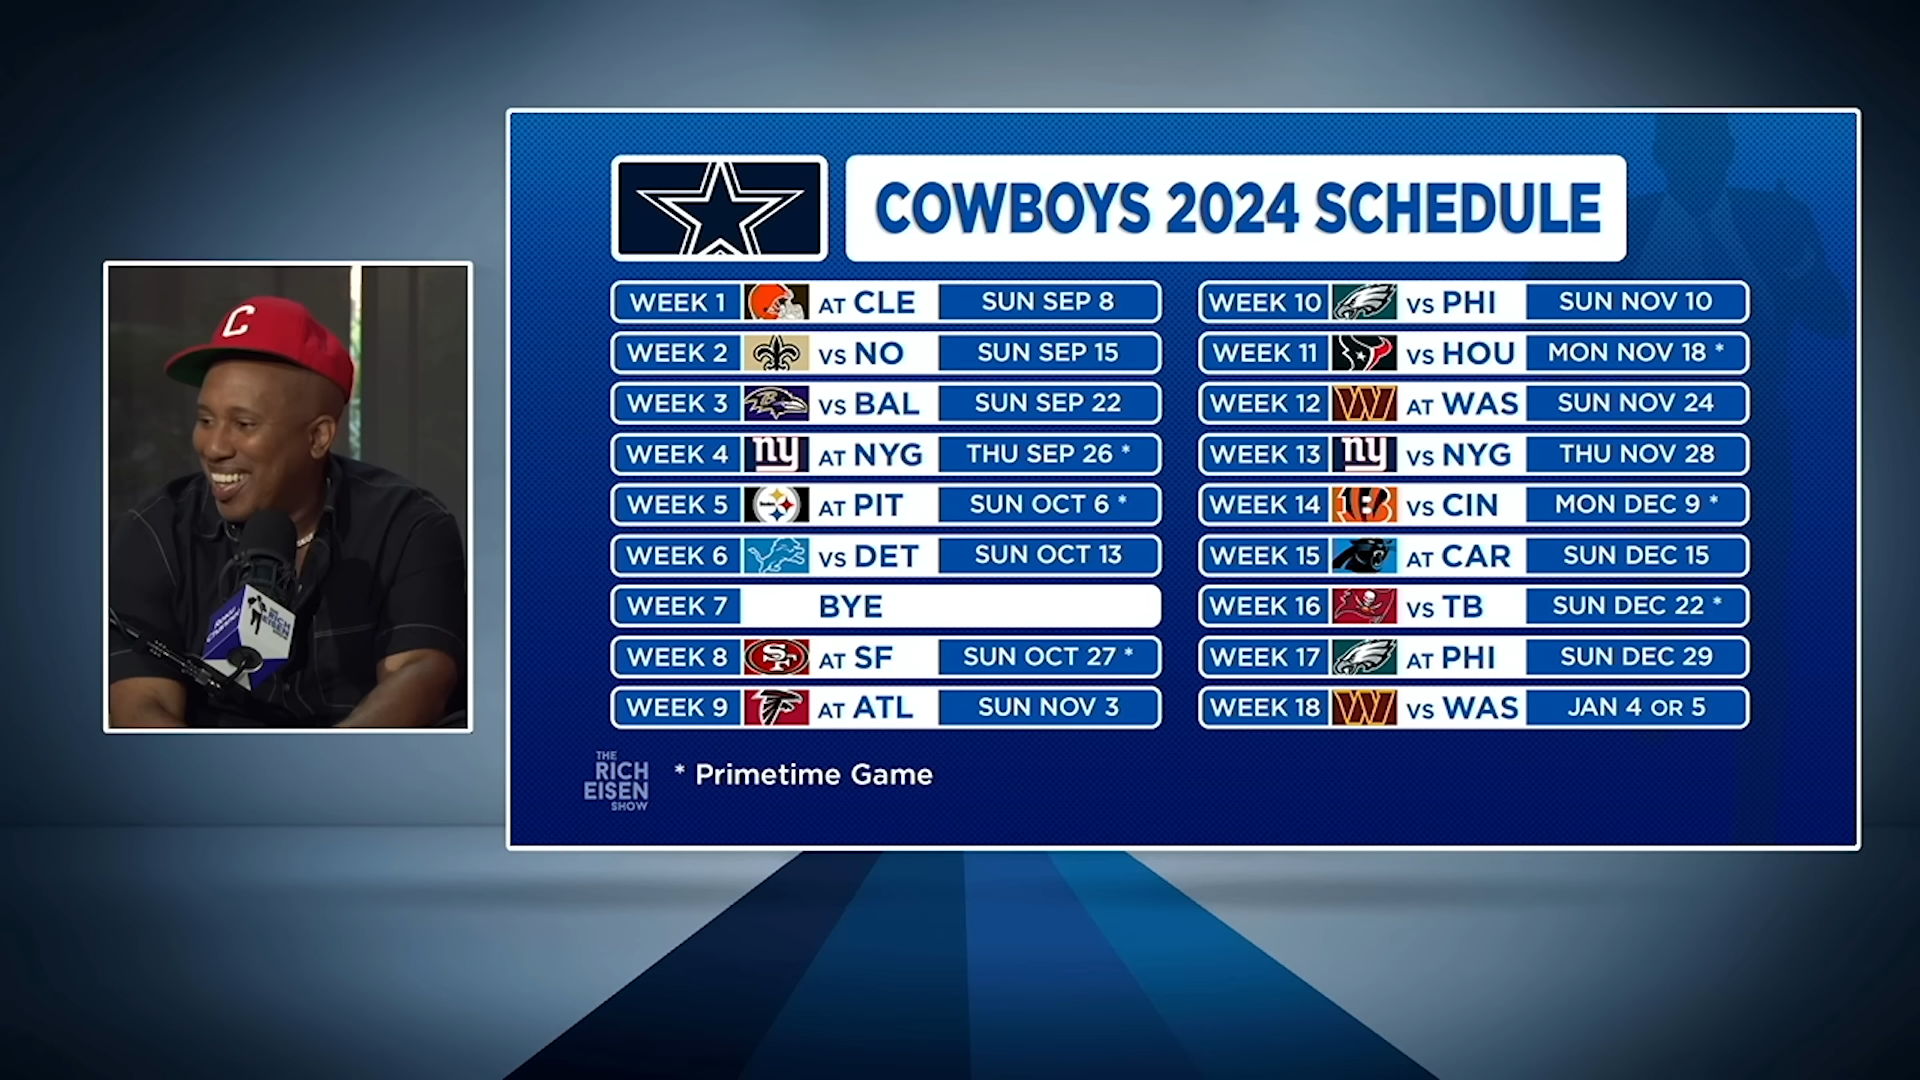 COWBOYS 2024 SCHEDULE
WEEK 1 AT CLE SUN SEP 8
WEEK 2 VS NO SUN SEP 15
WEEK 3 VS BAL SUN SEP 22
WEEK 4 ny AT NYG THU SEP 26 *
WEEK 5 AT PIT SUN OCT 6 *
WEEK 6 VS DET SUN OCT 13
WEEK 7 BYE
WEEK 8 SF AT SF SUN OCT 27 *
WEEK 9 AT ATL SUN NOV 3
WEEK 10 VS PHI SUN NOV 10
WEEK 11 VS HOU MON NOV 18 *
WEEK 12 W AT WAS SUN NOV 24
WEEK 13 ny VS NYG THU NOV 28
WEEK 14 B VS CIN MON DEC 9 *
WEEK 15 AT CAR SUN DEC 15
WEEK 16 VS TB SUN DEC 22 *
WEEK 17 AT PHI SUN DEC 29
WEEK 18 W VS WAS JAN 4 OR 5
THE
RICH
EISEN
SHOW
* Primetime Game
C
THE
RICH
EISEN
SHOW
Roku
Channel